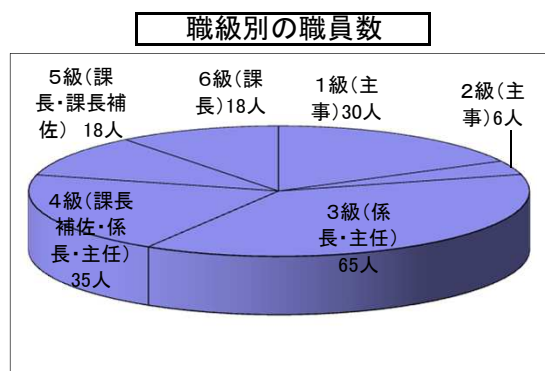 職級別の職員数
5級(課
長・課長補
佐) 18人
6級(課
長)18人
1級(主
事)30人
2級(主
事)6人
3級(係
長・主任)
65人
4級(課長
補佐・係
長・主任)
35人